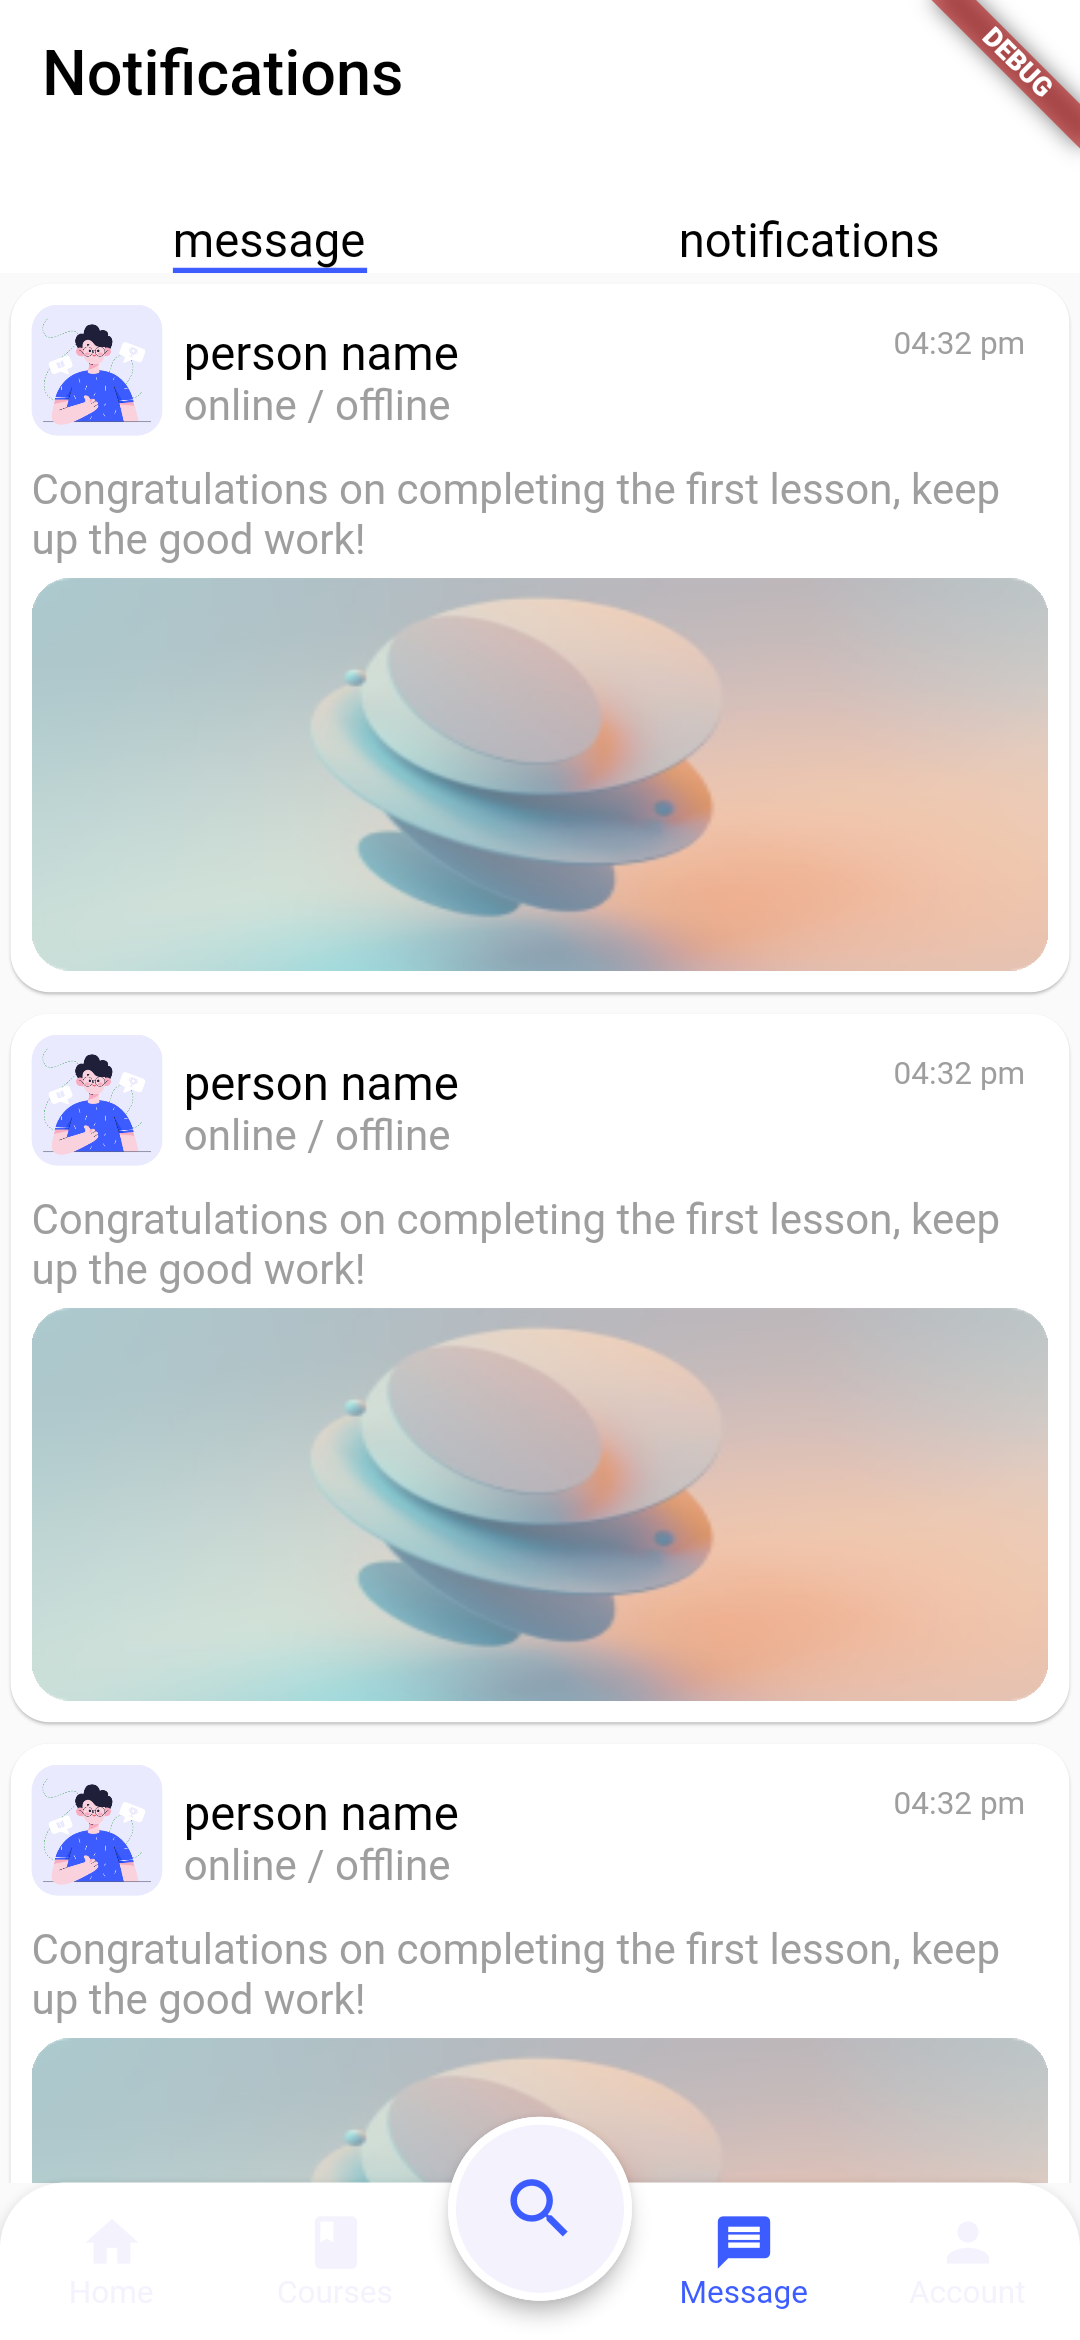 Notifications
DEBUG
message
notifications
person name
04:32 pm
online / offline
Congratulations on completing the first lesson, keep
up the good work!
person name
04:32 pm
online / offline
Congratulations on completing the first lesson, keep
up the good work!
person name
04:32 pm
online / offline
Congratulations on completing the first lesson, keep
up the good work!
Home
Courses
Message
Account